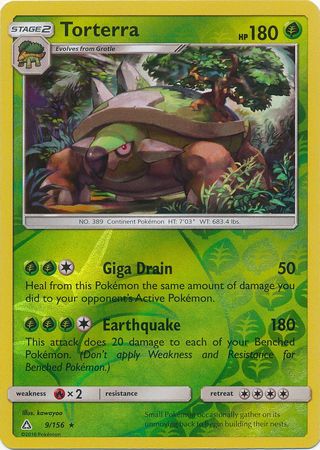 STAGE2 Torterra HP 180
Evolves from Grotle
NO. 389 Continent Pokémon HT: 7'03" WT: 683.4 lbs.
Giga Drain 50
Heal from this Pokémon the same amount of damage you
did to your opponent's Active Pokémon.
Earthquake 180
This attack does 20 damage to each of your Benched
Pokémon. (Don't apply Weakness and Resistance for
Benched Pokémon.)
weakness × 2 resistance retreat
Illus. kawayoo
Small Pokémon occasionally gather on its
9/156 ★
unmoving back to begin building their nests.
©2018 Pokémon